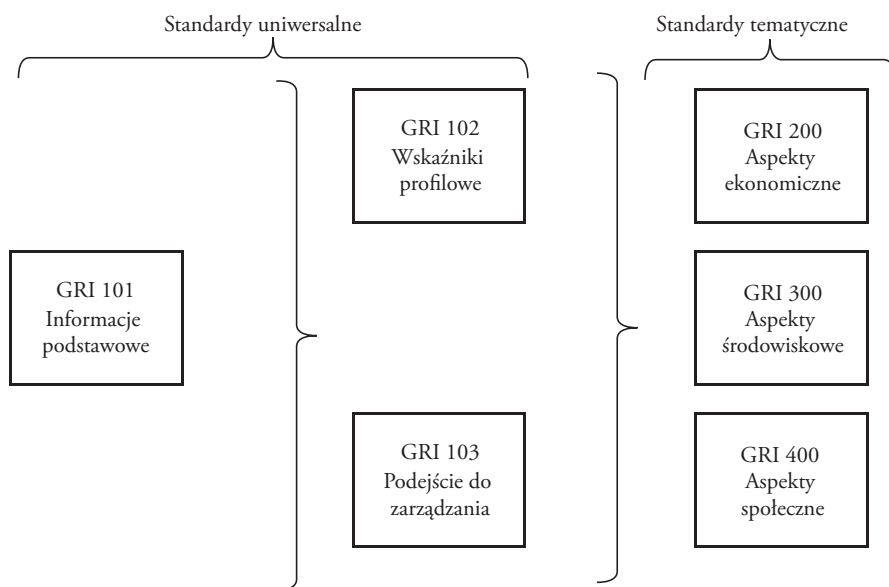 Standardy uniwersalne
Standardy tematyczne
GRI 101
Informacje
podstawowe
GRI 102
Wskaźniki
profilowe
GRI 103
Podejście do
zarządzania
GRI 200
Aspekty
ekonomiczne
GRI 300
Aspekty
środowiskowe
GRI 400
Aspekty
społeczne